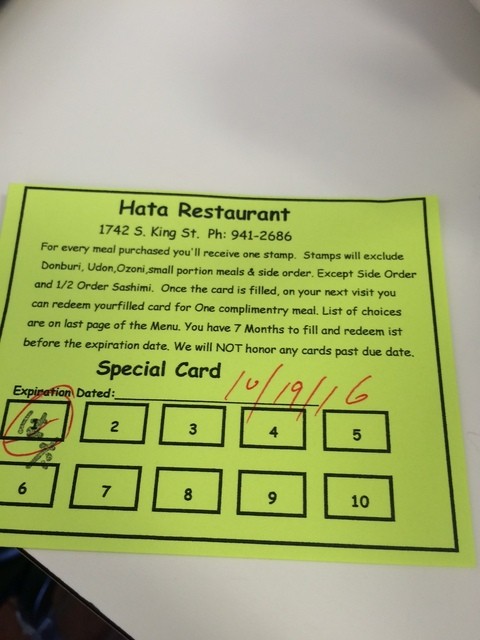 Hata Restaurant
1742 S. King St. Ph: 941-2686
For every meal purchased you'll receive one stamp. Stamps will exclude
Donburi, Udon,Ozoni,small portion meals & side order. Except Side Order
and 1/2 Order Sashimi. Once the card is filled, on your next visit you
can redeem yourfilled card for One complimentry meal. List of choices
are on last page of the Menu. You have 7 Months to fill and redeem ist
before the expiration date. We will NOT honor any cards past due date.
Special Card
Expiration Dated: 10/19/16
1 2 3 4 5
6 7 8 9 10